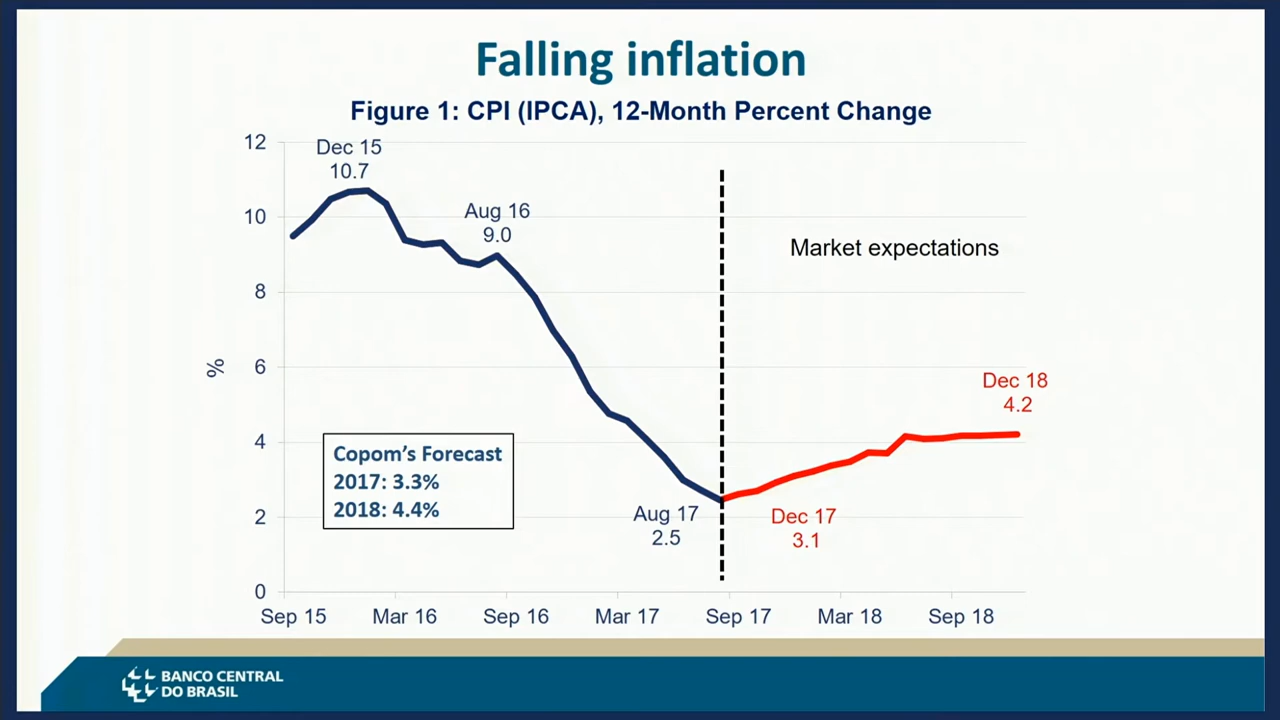 Falling inflation
Figure 1: CPI (IPCA), 12-Month Percent Change
12
10
8
6
4
2
0
%
Dec 15
10.7
Aug 16
9.0
Market expectations
Dec 18
4.2
Copom’s Forecast
2017: 3.3%
2018: 4.4%
Aug 17
2.5
Dec 17
3.1
Sep 15
Mar 16
Sep 16
Mar 17
Sep 17
Mar 18
Sep 18
BANCO CENTRAL
DO BRASIL